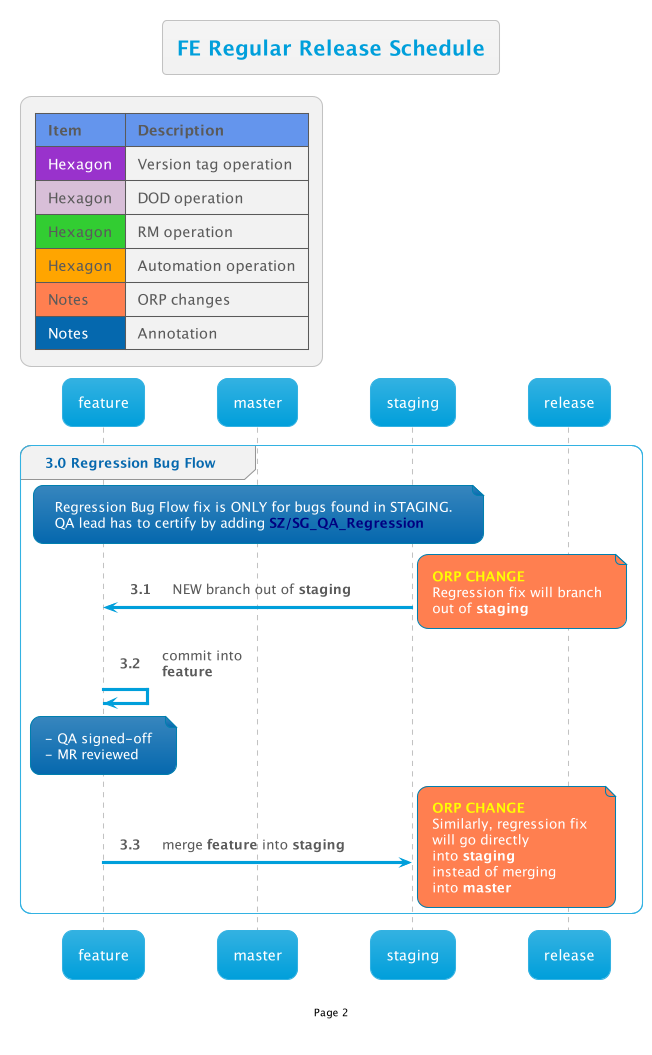 FE Regular Release Schedule
Item Description
Hexagon Version tag operation
Hexagon DOD operation
Hexagon RM operation
Hexagon Automation operation
Notes ORP changes
Notes Annotation
feature master staging release
3.0 Regression Bug Flow
Regression Bug Flow fix is ONLY for bugs found in STAGING.
QA lead has to certify by adding SZ/SG_QA_Regression
ORP CHANGE
Regression fix will branch
out of staging
3.1 NEW branch out of staging
3.2 commit into
feature
- QA signed-off
- MR reviewed
ORP CHANGE
Similarly, regression fix
will go directly
into staging
instead of merging
into master
3.3 merge feature into staging
feature master staging release
Page 2